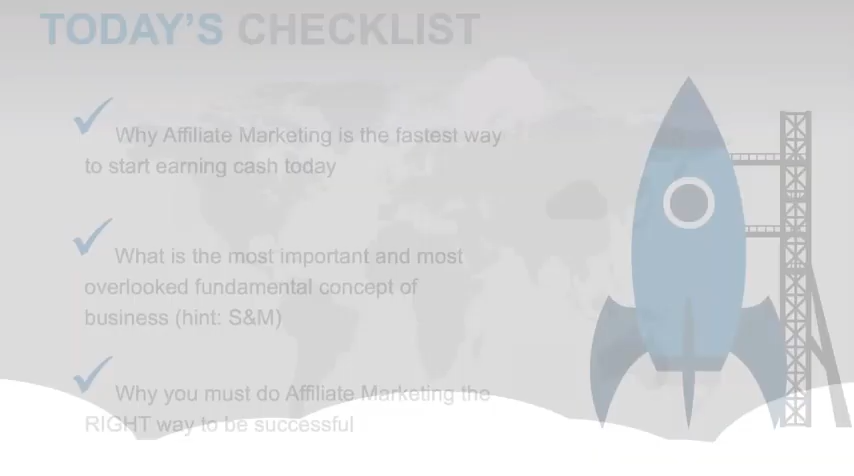 TODAY'S CHECKLIST
Why Affiliate Marketing is the fastest way
to start earning cash today
What is the most important and most
overlooked fundamental concept of
business (hint: S&M)
Why you must do Affiliate Marketing the
RIGHT way to be successful